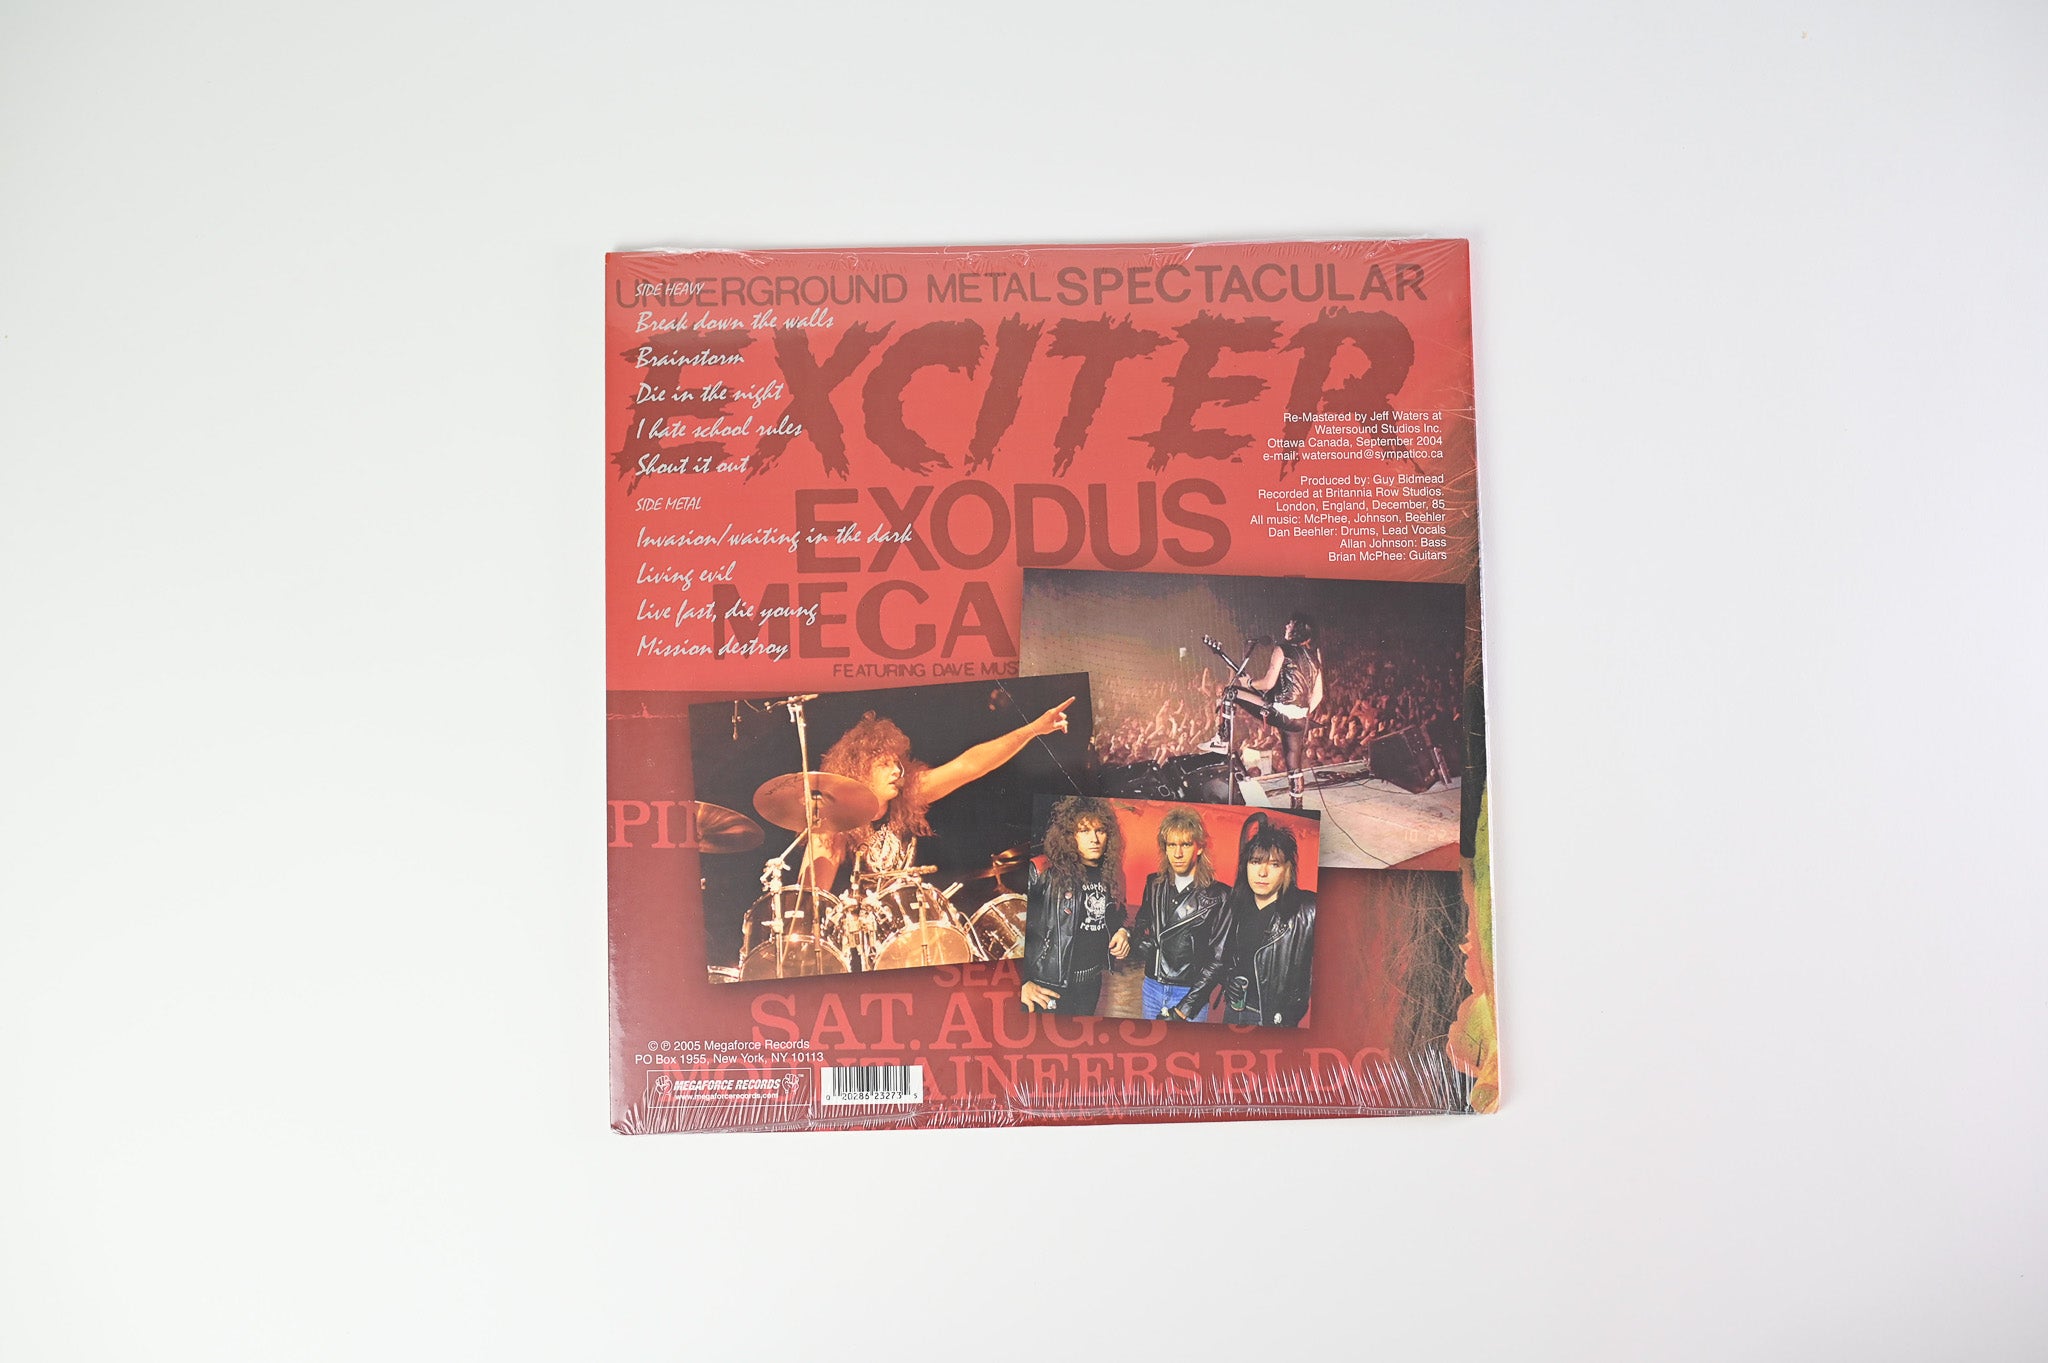 UNDERGROUND METAL SPECTACULAR
EXCITER
EXODUS
MEGA
FEATURING DAVE MUS
SIDE HEAVY
Break down the walls
Brainstorm
Die in the night
I hate school rules
Shout it out
SIDE METAL
Invasion/waiting in the dark
Living evil
Live fast, die young
Mission destroy
Re-Mastered by Jeff Waters at
Watersound Studios Inc.
Ottawa Canada, September 2004
e-mail: watersound@sympatico.ca
Produced by: Guy Bidmead
Recorded at Britannia Row Studios.
London, England, December, 85
All music: McPhee, Johnson, Beehler
Dan Beehler: Drums, Lead Vocals
Allan Johnson: Bass
Brian McPhee: Guitars
PI
SEA
SAT. AUG. 3
MOUNTAINEERS BLDG
© ℗ 2005 Megaforce Records
PO Box 1955, New York, NY 10113
MEGAFORCE RECORDS™
www.megaforcerecords.com
0 20286 23273 5